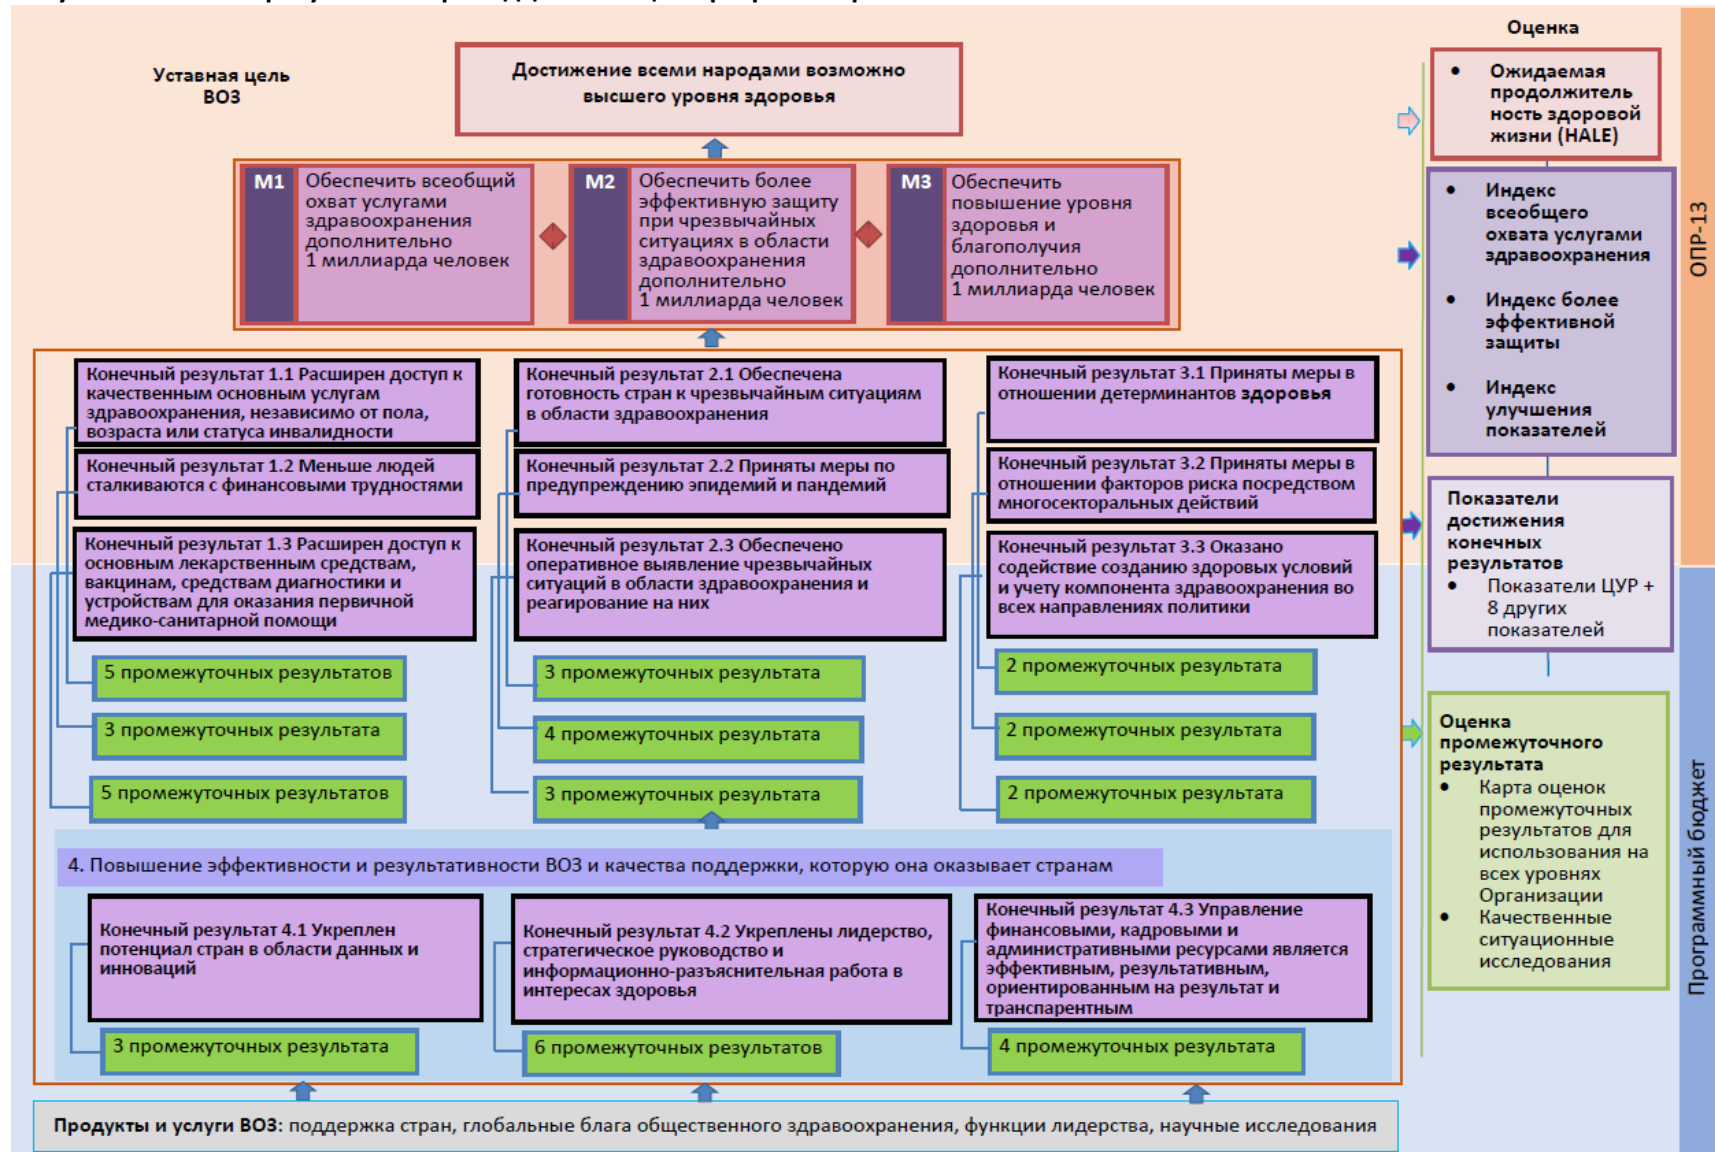 Оценка
Уставная цель
ВОЗ
Достижение всеми народами возможно
высшего уровня здоровья
• Ожидаемая
продолжитель
ность здоровой
жизни (HALE)
М1
Обеспечить всеобщий
охват услугами
здравоохранения
дополнительно
1 миллиарда человек
М2
Обеспечить более
эффективную защиту
при чрезвычайных
ситуациях в области
здравоохранения
дополнительно
1 миллиарда человек
М3
Обеспечить
повышение уровня
здоровья и
благополучия
дополнительно
1 миллиарда человек
• Индекс
всеобщего
охвата услугами
здравоохранения
• Индекс более
эффективной
защиты
• Индекс
улучшения
показателей
ОПР-13
Конечный результат 1.1 Расширен доступ к
качественным основным услугам
здравоохранения, независимо от пола,
возраста или статуса инвалидности
Конечный результат 2.1 Обеспечена
готовность стран к чрезвычайным ситуациям
в области здравоохранения
Конечный результат 3.1 Приняты меры в
отношении детерминантов здоровья
Конечный результат 1.2 Меньше людей
сталкиваются с финансовыми трудностями
Конечный результат 2.2 Приняты меры по
предупреждению эпидемий и пандемий
Конечный результат 3.2 Приняты меры в
отношении факторов риска посредством
многосекторальных действий
Конечный результат 1.3 Расширен доступ к
основным лекарственным средствам,
вакцинам, средствам диагностики и
устройствам для оказания первичной
медико-санитарной помощи
Конечный результат 2.3 Обеспечено
оперативное выявление чрезвычайных
ситуаций в области здравоохранения и
реагирование на них
Конечный результат 3.3 Оказано
содействие созданию здоровых условий
и учету компонента здравоохранения во
всех направлениях политики
Показатели
достижения
конечных
результатов
• Показатели ЦУР +
8 других
показателей
5 промежуточных результатов
3 промежуточных результата
2 промежуточных результата
3 промежуточных результата
4 промежуточных результата
2 промежуточных результата
5 промежуточных результатов
3 промежуточных результата
2 промежуточных результата
Оценка
промежуточного
результата
• Карта оценок
промежуточных
результатов для
использования на
всех уровнях
Организации
• Качественные
ситуационные
исследования
Программный бюджет
4. Повышение эффективности и результативности ВОЗ и качества поддержки, которую она оказывает странам
Конечный результат 4.1 Укреплен
потенциал стран в области данных и
инноваций
Конечный результат 4.2 Укреплены лидерство,
стратегическое руководство и
информационно-разъяснительная работа в
интересах здоровья
Конечный результат 4.3 Управление
финансовыми, кадровыми и
административными ресурсами является
эффективным, результативным,
ориентированным на результат и
транспарентным
3 промежуточных результата
6 промежуточных результатов
4 промежуточных результата
Продукты и услуги ВОЗ: поддержка стран, глобальные блага общественного здравоохранения, функции лидерства, научные исследования